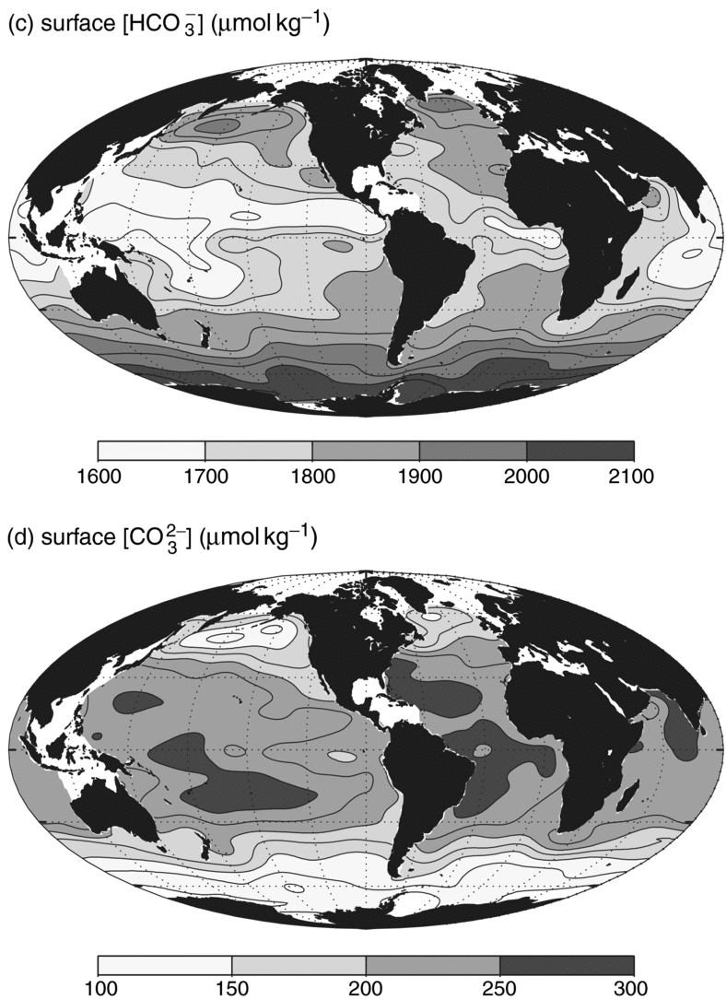 (c) surface [HCO₃⁻] (μmol kg⁻¹)
1600 1700 1800 1900 2000 2100
(d) surface [CO₃²⁻] (μmol kg⁻¹)
100 150 200 250 300